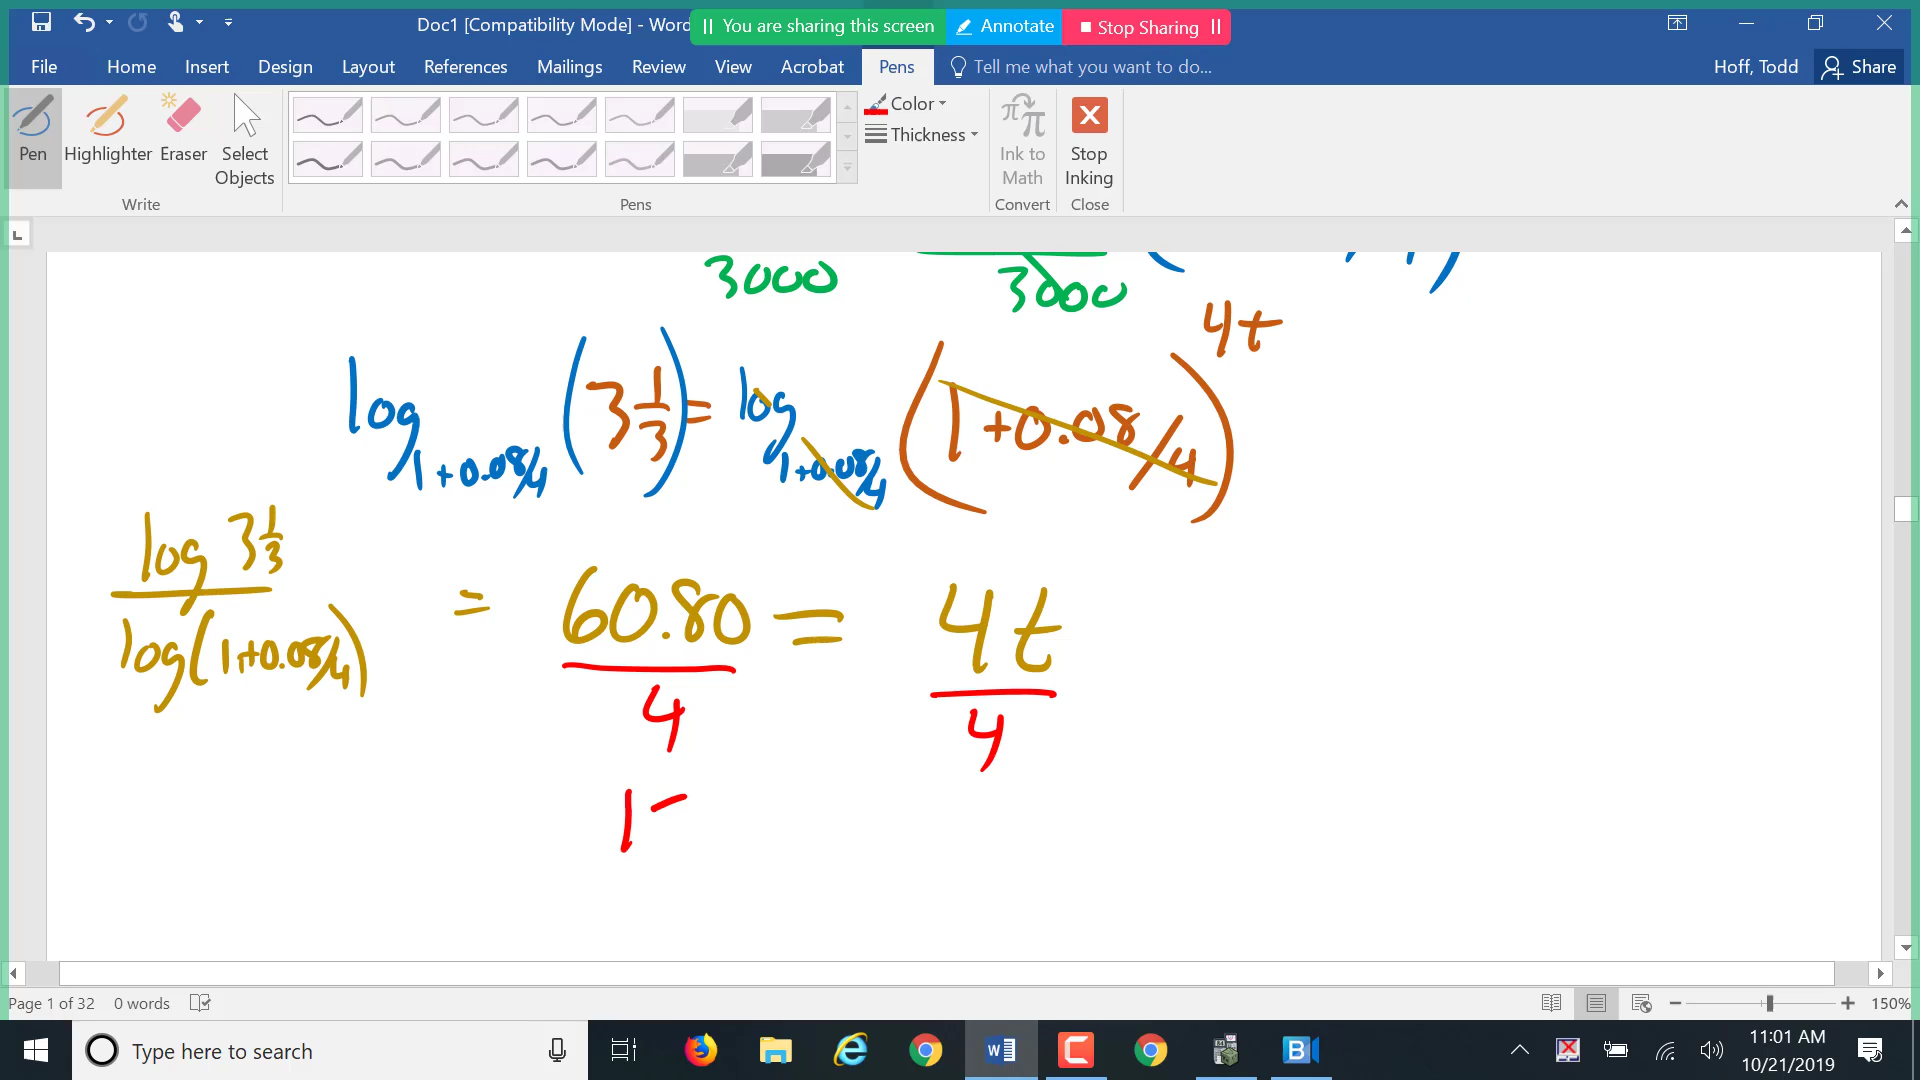 Doc1 [Compatibility Mode] - Word
You are sharing this screen
Annotate
Stop Sharing
File Home Insert Design Layout References Mailings Review View Acrobat Pens Tell me what you want to do... Hoff, Todd Share
Pen Highlighter Eraser Select Objects
Color
Thickness
Ink to Math
Stop Inking
Write Pens Convert Close
3000 3000
log 1+0.08/4 (3 1/3) = log 1+0.08/4 (1+0.08/4) 4t
log 3 1/3
log(1+0.08/4)
= 60.80 = 4t
4 4
1
Page 1 of 32 0 words 150%
Type here to search
11:01 AM
10/21/2019